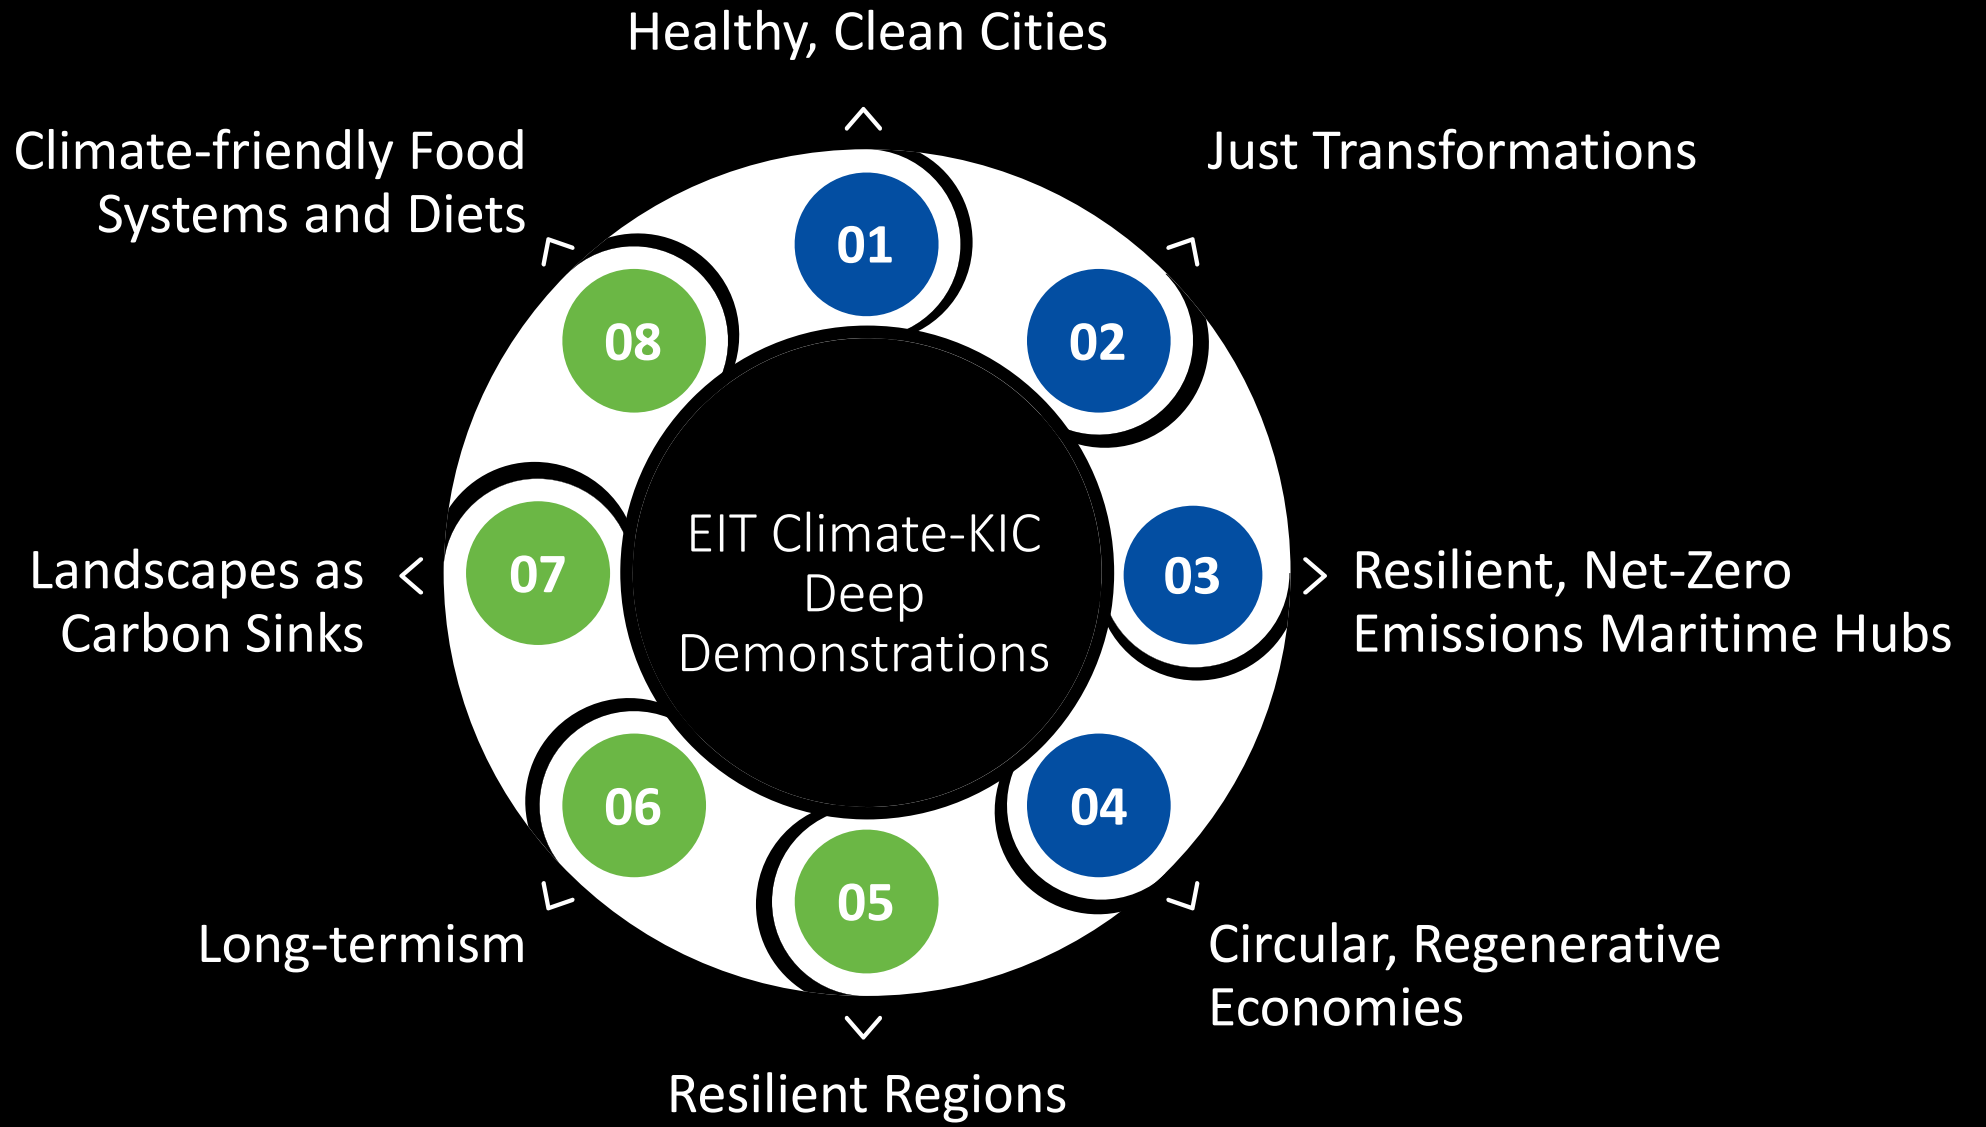 Healthy, Clean Cities
Climate-friendly Food
Systems and Diets
Just Transformations
01
08
02
EIT Climate-KIC
Deep
Demonstrations
Landscapes as
Carbon Sinks
07
03
Resilient, Net-Zero
Emissions Maritime Hubs
06
04
05
Long-termism
Circular, Regenerative
Economies
Resilient Regions